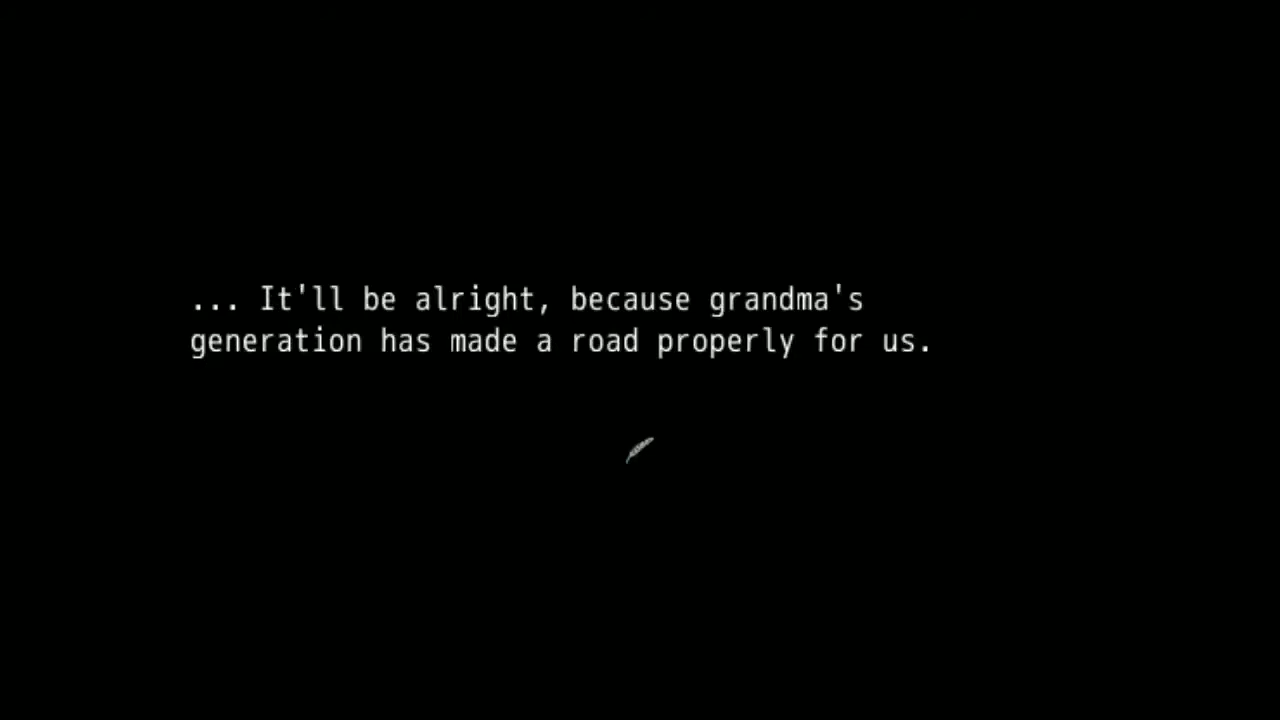 ... It'll be alright, because grandma's
generation has made a road properly for us.